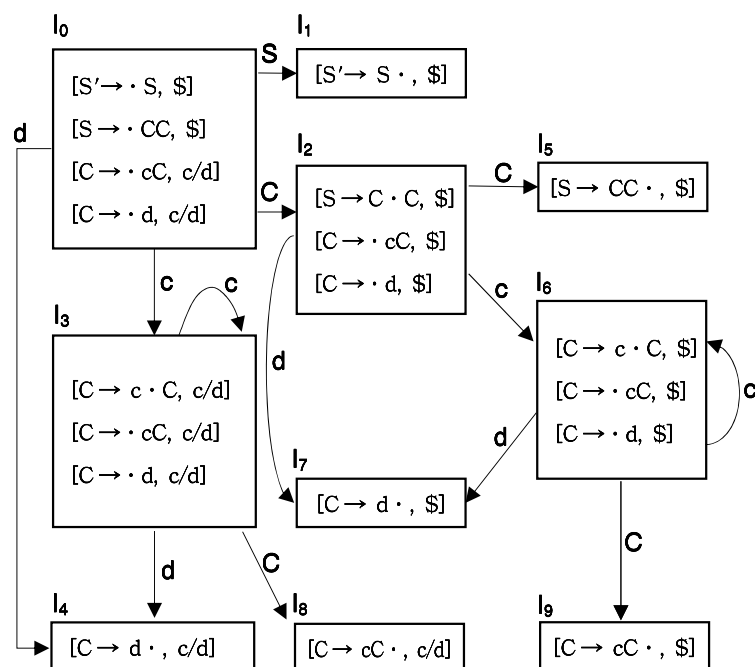 I₀
[S′→ · S, $]
[S → · CC, $]
[C → · cC, c/d]
[C → · d, c/d]
S
I₁
[S′→ S · , $]
d
C
I₂
[S → C · C, $]
[C → · cC, $]
[C → · d, $]
C
I₅
[S → CC · , $]
c
c
I₃
[C → c · C, c/d]
[C → · cC, c/d]
[C → · d, c/d]
d
c
I₆
[C → c · C, $]
[C → · cC, $]
[C → · d, $]
c
d
I₇
[C → d · , $]
d
C
C
I₄
[C → d · , c/d]
I₈
[C → cC · , c/d]
I₉
[C → cC · , $]